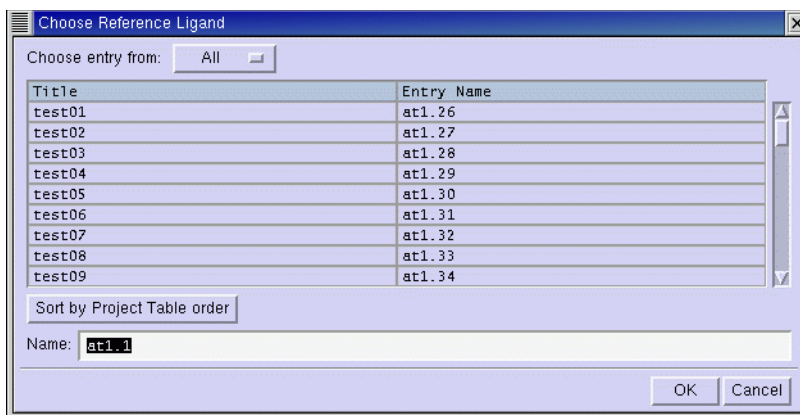 Choose Reference Ligand
Choose entry from: All
Title Entry Name
test01 at1.26
test02 at1.27
test03 at1.28
test04 at1.29
test05 at1.30
test06 at1.31
test07 at1.32
test08 at1.33
test09 at1.34
Sort by Project Table order
Name: at1.1
OK Cancel